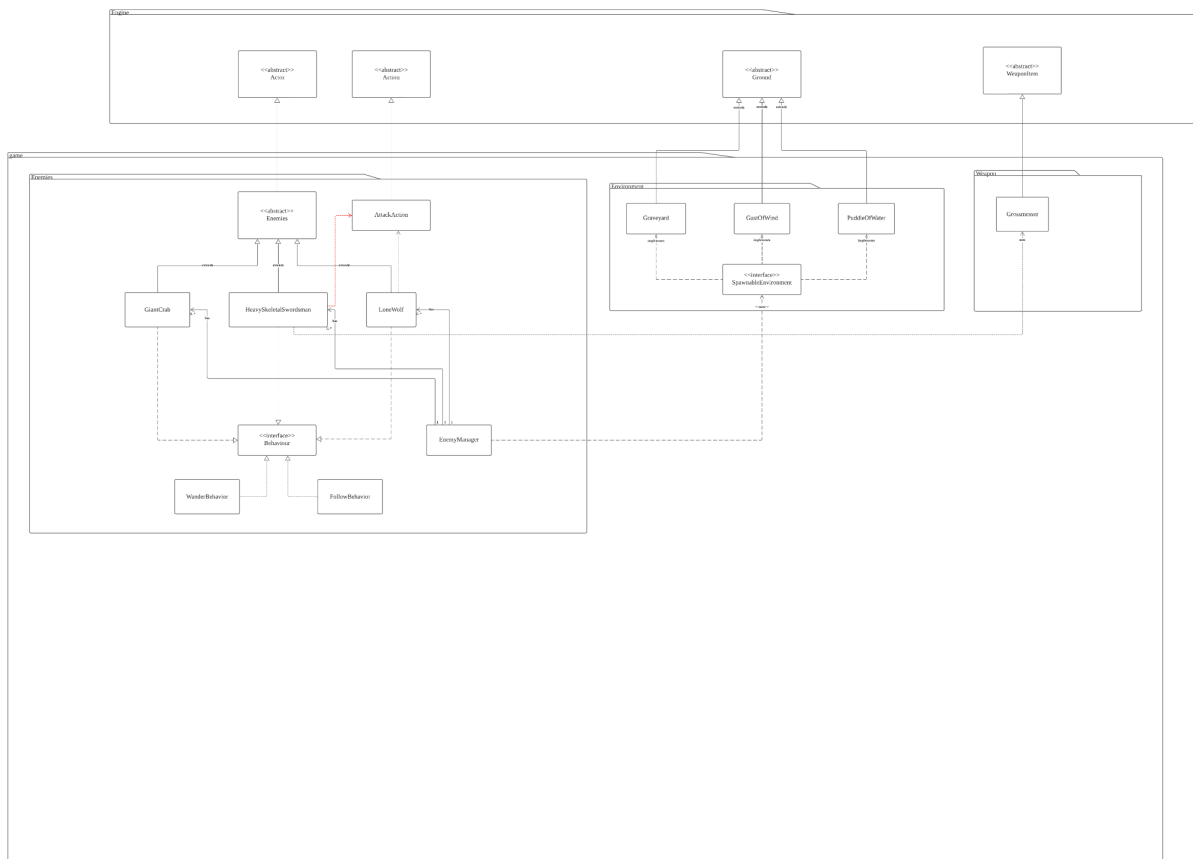 Engine
<<abstract>>
Actor
<<abstract>>
Action
<<abstract>>
Ground
<<abstract>>
WeaponItem
game
Enemies
<<abstract>>
Enemies
AttackAction
GiantCrab
HeavySkeletalSwordsman
LoneWolf
<<interface>>
Behaviour
EnemyManager
WanderBehavior
FollowBehavior
Environment
Graveyard
GustOfWind
PuddleOfWater
<<interface>>
SpawnableEnvironment
Weapon
Grossmesser